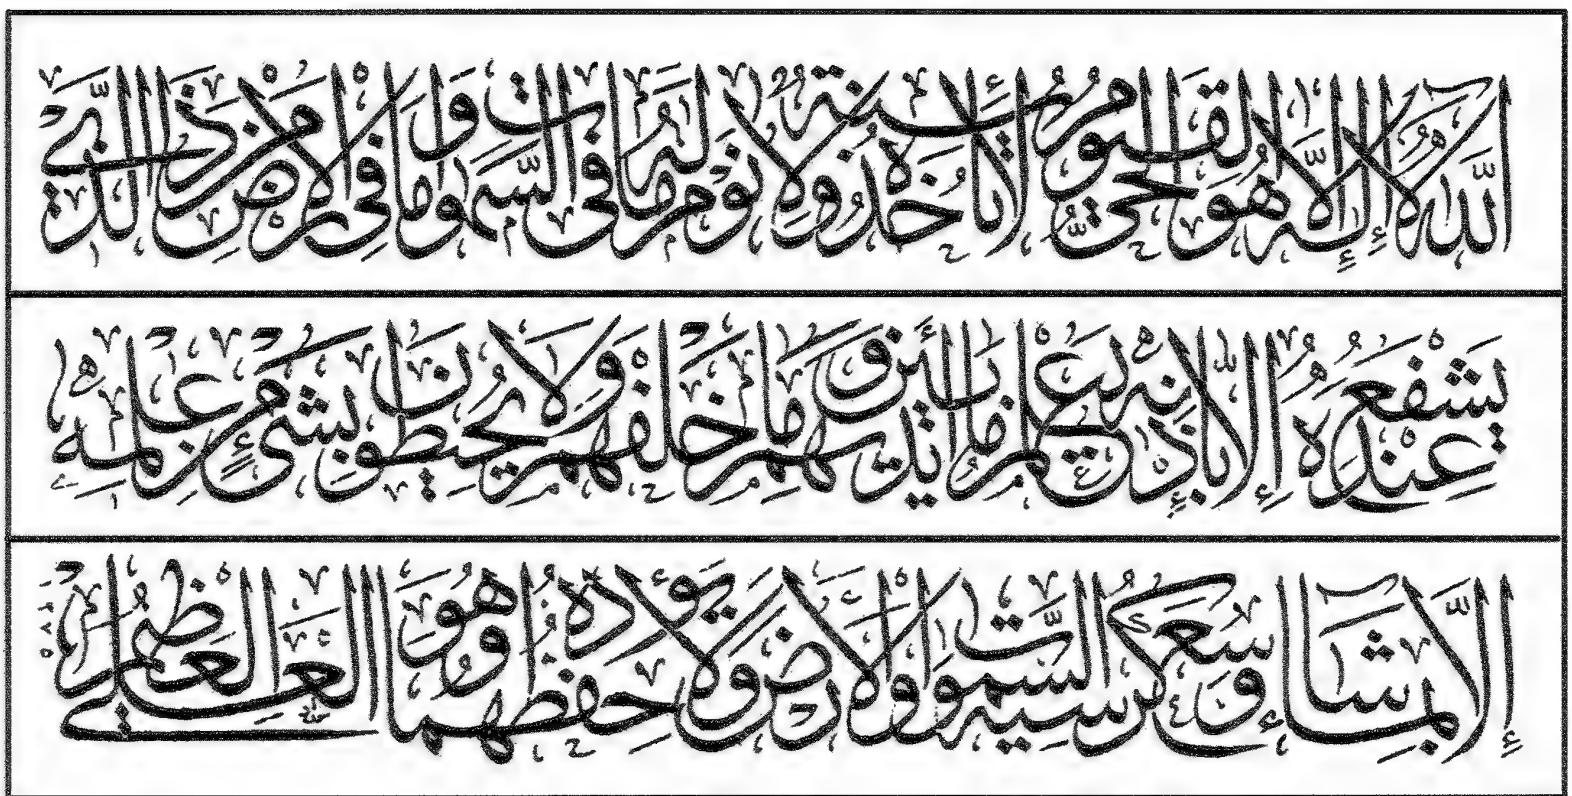 الله لا إله إلا هو الحي القيوم لا تأخذه سنة ولا نوم له ما في السموات وما في الأرض من ذا الذي
يشفع عنده إلا بإذنه يعلم ما بين أيديهم وما خلفهم ولا يحيطون بشيء من علمه
إلا بما شاء وسع كرسيه السموات والأرض ولا يؤده حفظهما وهو العلي العظيم